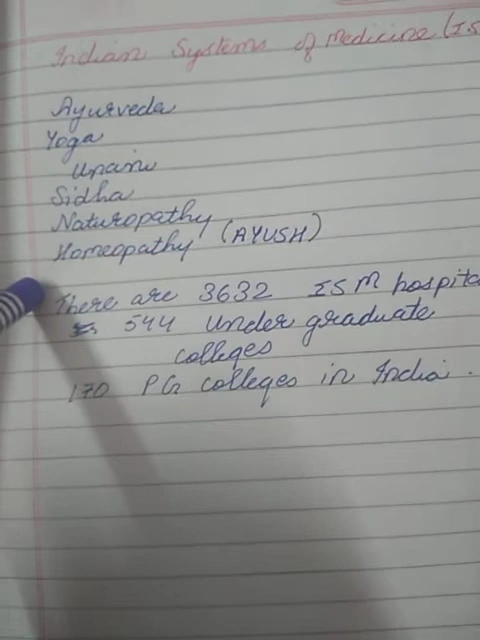 Indian Systems of Medicine (IS
Ayurveda
Yoga
Unani
Sidha
Naturopathy
Homeopathy (AYUSH)
There are 3632 ISM hospita
544 Under graduate
colleges
170 PG colleges in India.